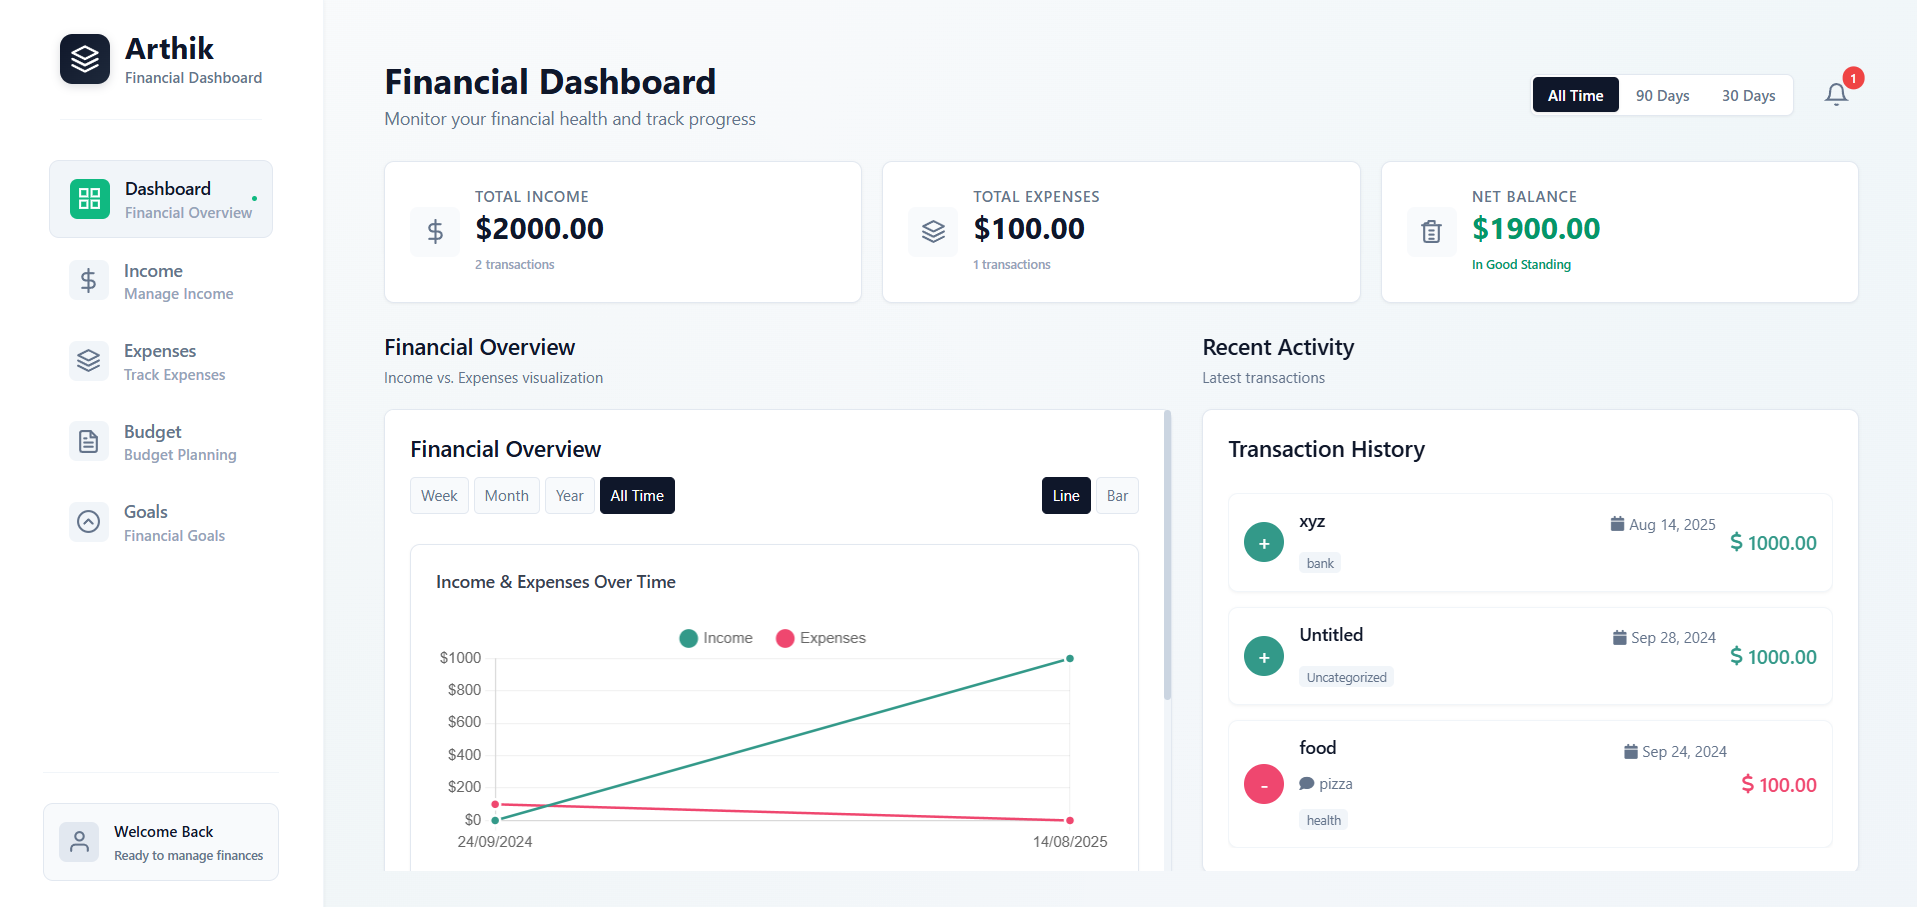 Arthik
Financial Dashboard
Dashboard
Financial Overview
Income
Manage Income
Expenses
Track Expenses
Budget
Budget Planning
Goals
Financial Goals
Welcome Back
Ready to manage finances
Financial Dashboard
Monitor your financial health and track progress
All Time 90 Days 30 Days
1
TOTAL INCOME
$2000.00
2 transactions
TOTAL EXPENSES
$100.00
1 transactions
NET BALANCE
$1900.00
In Good Standing
Financial Overview
Income vs. Expenses visualization
Financial Overview
Week Month Year All Time Line Bar
Income & Expenses Over Time
Income Expenses
$1000
$800
$600
$400
$200
$0
24/09/2024 14/08/2025
Recent Activity
Latest transactions
Transaction History
+
xyz
bank
Aug 14, 2025
$ 1000.00
+
Untitled
Uncategorized
Sep 28, 2024
$ 1000.00
-
food
pizza
health
Sep 24, 2024
$ 100.00